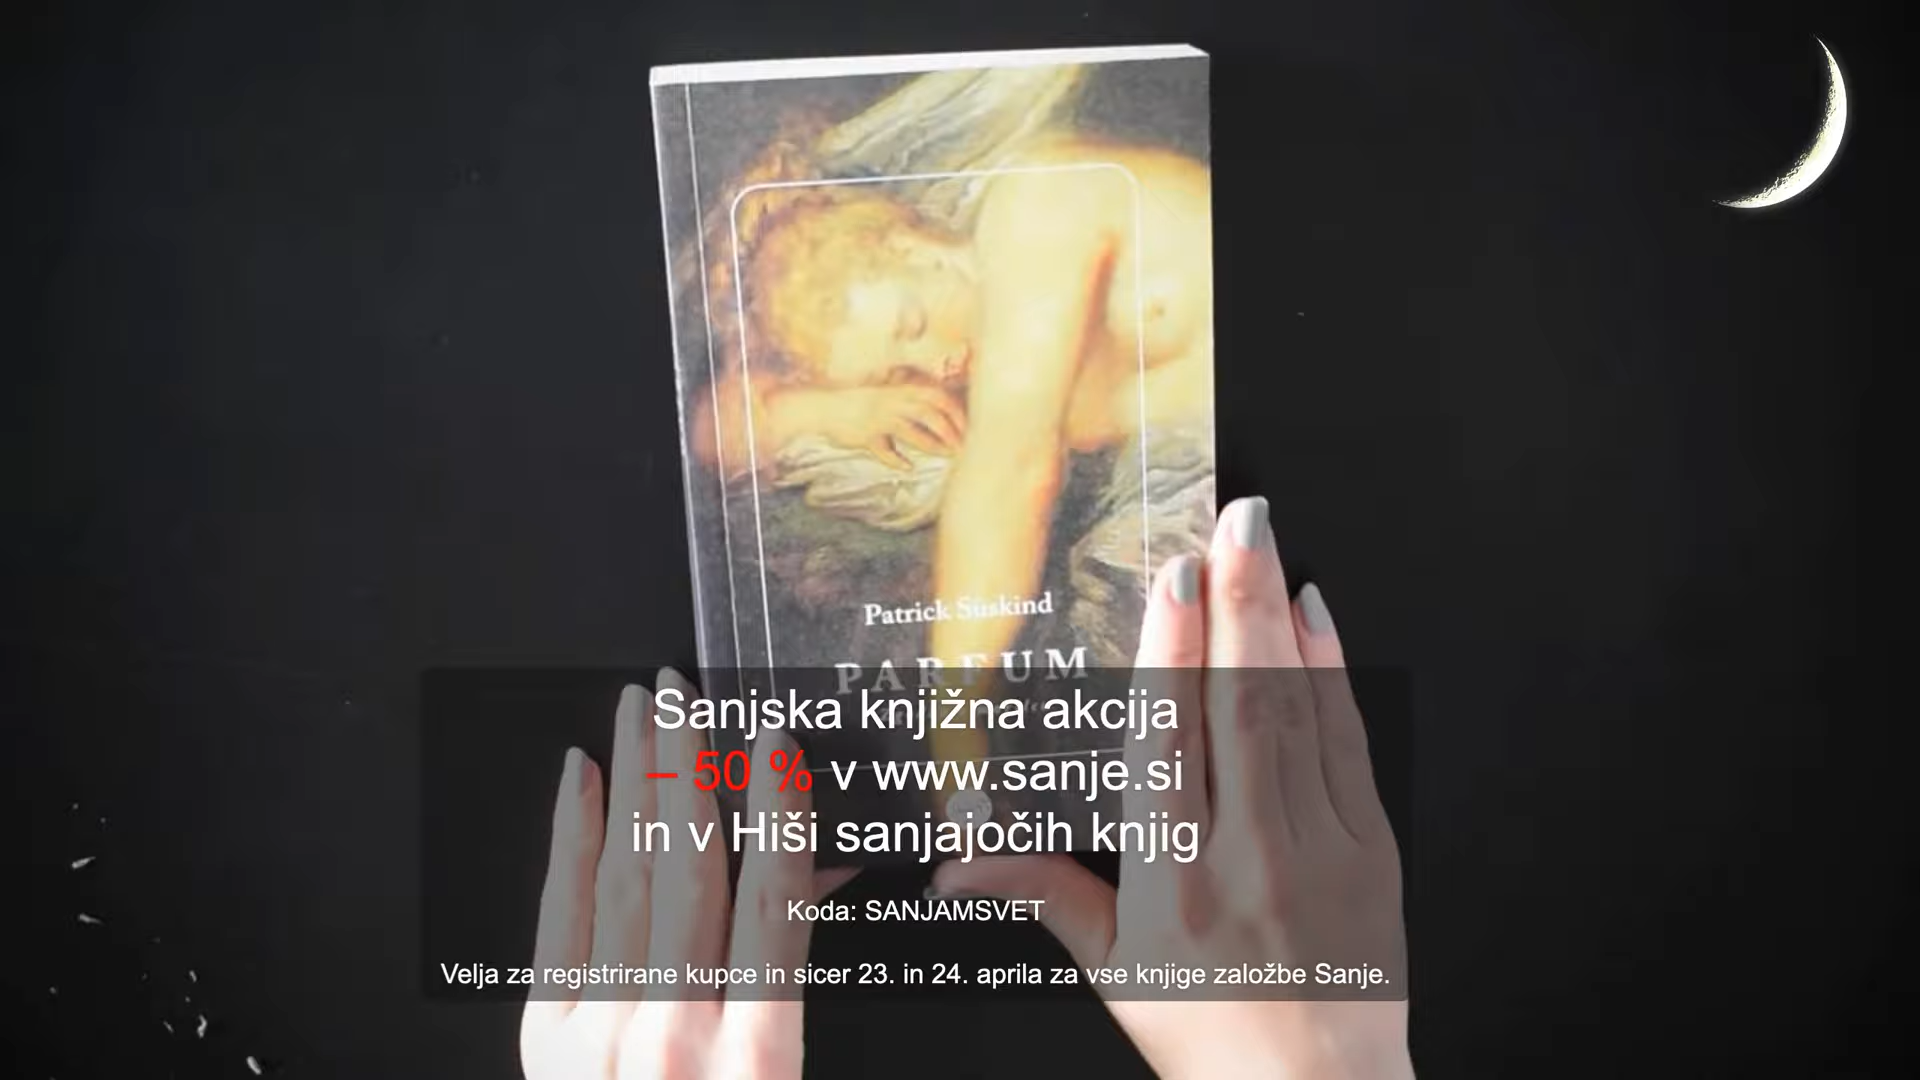 Patrick Süskind
PARFUM
Sanjska knjižna akcija
– 50 % v www.sanje.si
in v Hiši sanjajočih knjig
Koda: SANJAMSVET
Velja za registrirane kupce in sicer 23. in 24. aprila za vse knjige založbe Sanje.